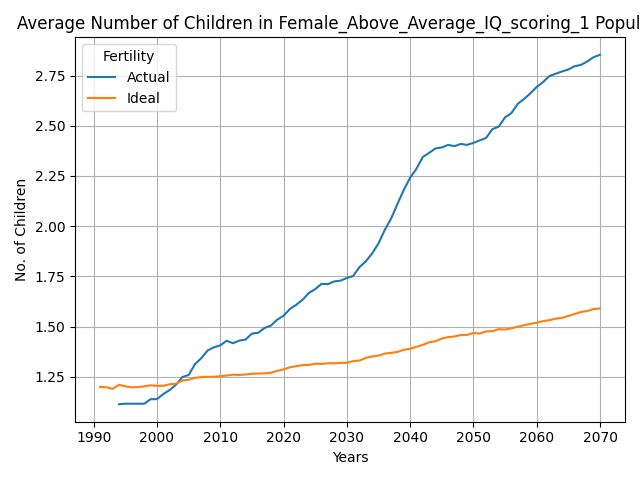 Average Number of Children in Female_Above_Average_IQ_scoring_1 Popul
Fertility
Actual
Ideal
No. of Children
2.75
2.50
2.25
2.00
1.75
1.50
1.25
1990 2000 2010 2020 2030 2040 2050 2060 2070
Years